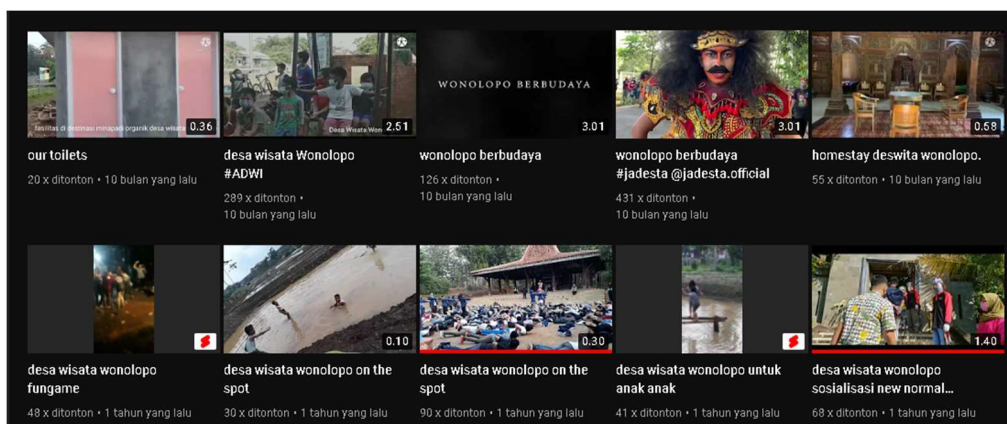 fasilitas di destinasi minapadi organik desa wisata
0.36
Desa Wisata Won
2.51
WONOLOPO BERBUDAYA
3.01
3.01
0.58
our toilets
20 x ditonton • 10 bulan yang lalu
desa wisata Wonolopo
#ADWI
289 x ditonton •
10 bulan yang lalu
wonolopo berbudaya
126 x ditonton •
10 bulan yang lalu
wonolopo berbudaya
#jadesta @jadesta.official
431 x ditonton •
10 bulan yang lalu
homestay deswita wonolopo.
55 x ditonton • 10 bulan yang lalu
0.10
0.30
1.40
desa wisata wonolopo
fungame
48 x ditonton • 1 tahun yang lalu
desa wisata wonolopo on the
spot
30 x ditonton • 1 tahun yang lalu
desa wisata wonolopo on the
spot
90 x ditonton • 1 tahun yang lalu
desa wisata wonolopo untuk
anak anak
41 x ditonton • 1 tahun yang lalu
desa wisata wonolopo
sosialisasi new normal...
68 x ditonton • 1 tahun yang lalu